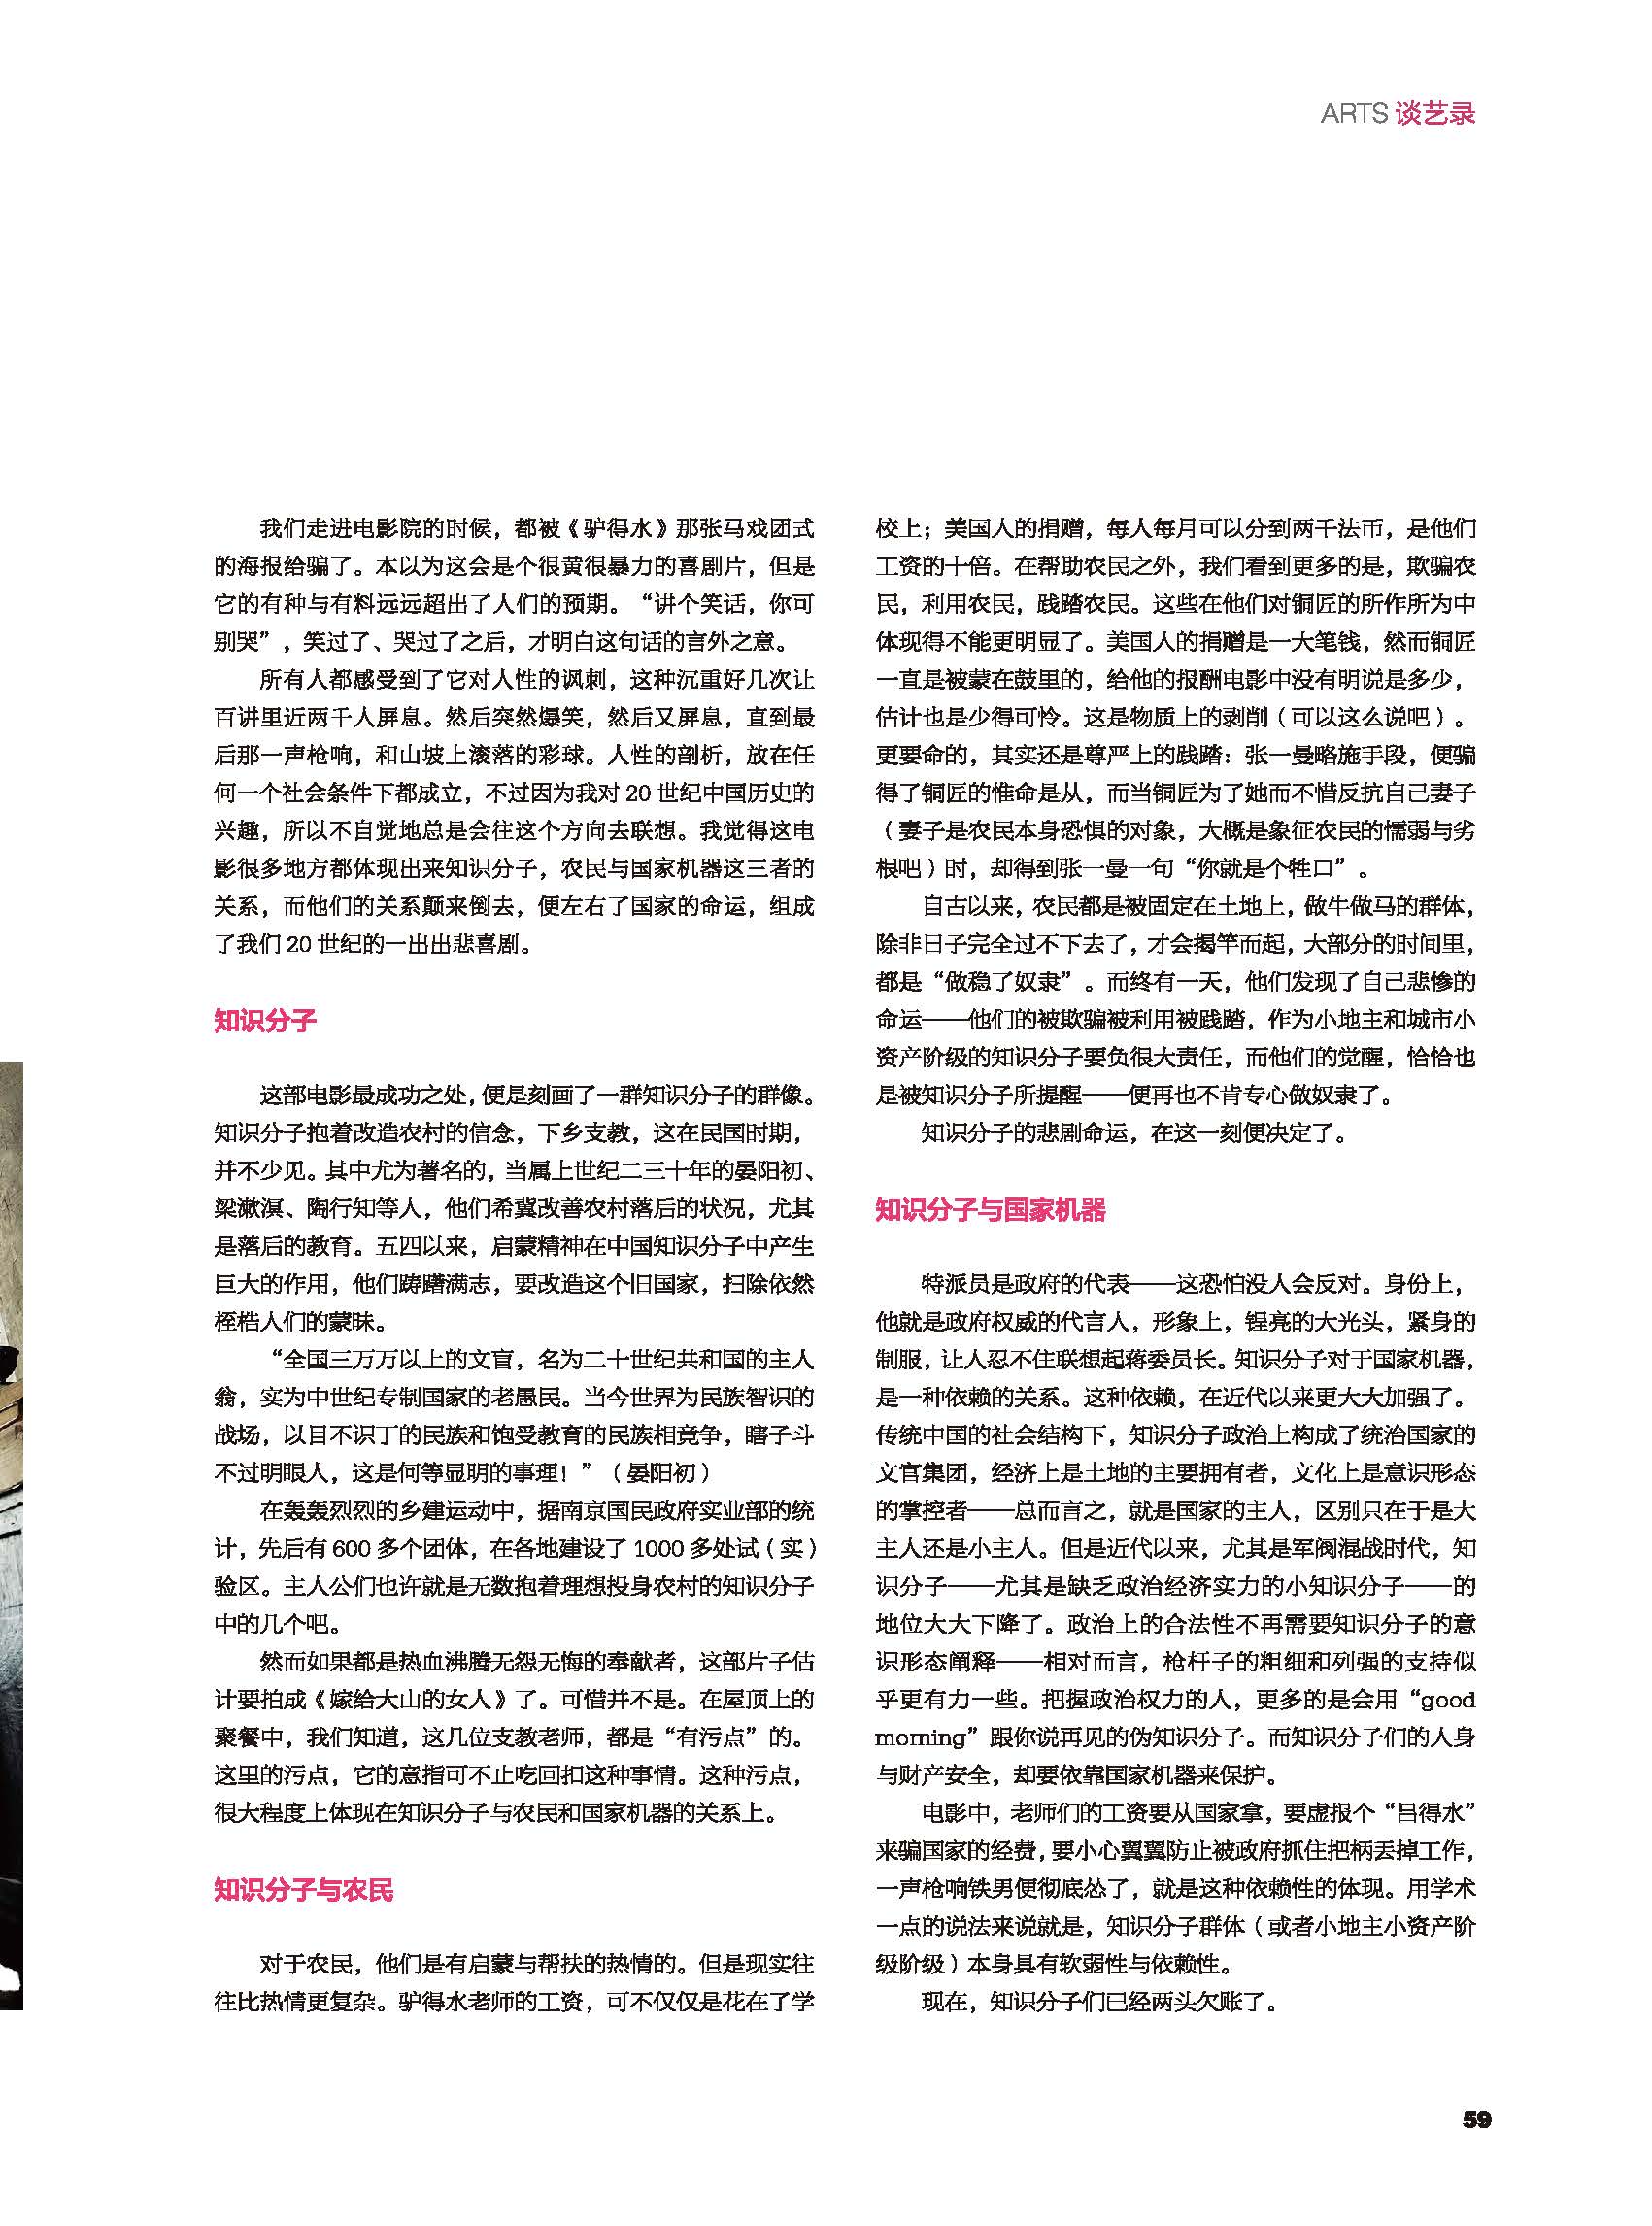 ARTS 谈艺录
我们走进电影院的时候，都被《驴得水》那张马戏团式
的海报给骗了。本以为这会是个很黄很暴力的喜剧片，但是
它的有种与有料远远超出了人们的预期。“讲个笑话，你可
别哭”，笑过了、哭过了之后，才明白这句话的言外之意。
所有人都感受到了它对人性的讽刺，这种沉重好几次让
百讲里近两千人屏息。然后突然爆笑，然后又屏息，直到最
后那一声枪响，和山坡上滚落的彩球。人性的剖析，放在任
何一个社会条件下都成立，不过因为我对 20 世纪中国历史的
兴趣，所以不自觉地总是会往这个方向去联想。我觉得这电
影很多地方都体现出来知识分子，农民与国家机器这三者的
关系，而他们的关系颠来倒去，便左右了国家的命运，组成
了我们 20 世纪的一出出悲喜剧。
知识分子
这部电影最成功之处，便是刻画了一群知识分子的群像。
知识分子抱着改造农村的信念，下乡支教，这在民国时期，
并不少见。其中尤为著名的，当属上世纪二三十年的晏阳初、
梁漱溟、陶行知等人，他们希冀改善农村落后的状况，尤其
是落后的教育。五四以来，启蒙精神在中国知识分子中产生
巨大的作用，他们踌躇满志，要改造这个旧国家，扫除依然
桎梏人们的蒙昧。
“全国三万万以上的文盲，名为二十世纪共和国的主人
翁，实为中世纪专制国家的老愚民。当今世界为民族智识的
战场，以目不识丁的民族和饱受教育的民族相竞争，瞎子斗
不过明眼人，这是何等显明的事理！”（晏阳初）
在轰轰烈烈的乡建运动中，据南京国民政府实业部的统
计，先后有 600 多个团体，在各地建设了 1000 多处试（实）
验区。主人公们也许就是无数抱着理想投身农村的知识分子
中的几个吧。
然而如果都是热血沸腾无怨无悔的奉献者，这部片子估
计要拍成《嫁给大山的女人》了。可惜并不是。在屋顶上的
聚餐中，我们知道，这几位支教老师，都是“有污点”的。
这里的污点，它的意指可不止吃回扣这种事情。这种污点，
很大程度上体现在知识分子与农民和国家机器的关系上。
知识分子与农民
对于农民，他们是有启蒙与帮扶的热情的。但是现实往
往比热情更复杂。驴得水老师的工资，可不仅仅是花在了学
校上；美国人的捐赠，每人每月可以分到两千法币，是他们
工资的十倍。在帮助农民之外，我们看到更多的是，欺骗农
民，利用农民，践踏农民。这些在他们对铜匠的所作所为中
体现得不能更明显了。美国人的捐赠是一大笔钱，然而铜匠
一直是被蒙在鼓里的，给他的报酬电影中没有明说是多少，
估计也是少得可怜。这是物质上的剥削（可以这么说吧）。
更要命的，其实还是尊严上的践踏：张一曼略施手段，便骗
得了铜匠的惟命是从，而当铜匠为了她而不惜反抗自己妻子
（妻子是农民本身恐惧的对象，大概是象征农民的懦弱与劣
根吧）时，却得到张一曼一句“你就是个牲口”。
自古以来，农民都是被固定在土地上，做牛做马的群体，
除非日子完全过不下去了，才会揭竿而起，大部分的时间里，
都是“做稳了奴隶”。而终有一天，他们发现了自己悲惨的
命运——他们的被欺骗被利用被践踏，作为小地主和城市小
资产阶级的知识分子要负很大责任，而他们的觉醒，恰恰也
是被知识分子所提醒——便再也不肯专心做奴隶了。
知识分子的悲剧命运，在这一刻便决定了。
知识分子与国家机器
特派员是政府的代表——这恐怕没人会反对。身份上，
他就是政府权威的代言人，形象上，锃亮的大光头，紧身的
制服，让人忍不住联想起蒋委员长。知识分子对于国家机器，
是一种依赖的关系。这种依赖，在近代以来更大大加强了。
传统中国的社会结构下，知识分子政治上构成了统治国家的
文官集团，经济上是土地的主要拥有者，文化上是意识形态
的掌控者——总而言之，就是国家的主人，区别只在于是大
主人还是小主人。但是近代以来，尤其是军阀混战时代，知
识分子——尤其是缺乏政治经济实力的小知识分子——的
地位大大下降了。政治上的合法性不再需要知识分子的意
识形态阐释——相对而言，枪杆子的粗细和列强的支持似
乎更有力一些。把握政治权力的人，更多的是会用“good
morning”跟你说再见的伪知识分子。而知识分子们的人身
与财产安全，却要依靠国家机器来保护。
电影中，老师们的工资要从国家拿，要虚报个“吕得水”
来骗国家的经费，要小心翼翼防止被政府抓住把柄丢掉工作，
一声枪响铁男便彻底怂了，就是这种依赖性的体现。用学术
一点的说法来说就是，知识分子群体（或者小地主小资产阶
级阶级）本身具有软弱性与依赖性。
现在，知识分子们已经两头欠账了。
59